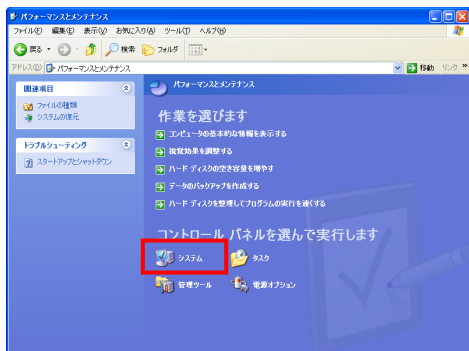 パフォーマンスとメンテナンス
ファイル(F) 編集(E) 表示(V) お気に入り(A) ツール(T) ヘルプ(H)
戻る 検索 フォルダ
アドレス(D) パフォーマンスとメンテナンス 移動 リンク »
関連項目
ファイルの種類
システムの復元
トラブルシューティング
スタートアップとシャットダウン
パフォーマンスとメンテナンス
作業を選びます
コンピュータの基本的な情報を表示する
視覚効果を調整する
ハード ディスクの空き容量を増やす
データのバックアップを作成する
ハード ディスクを整理してプログラムの実行を速くする
コントロール パネルを選んで実行します
システム タスク
管理ツール 電源オプション